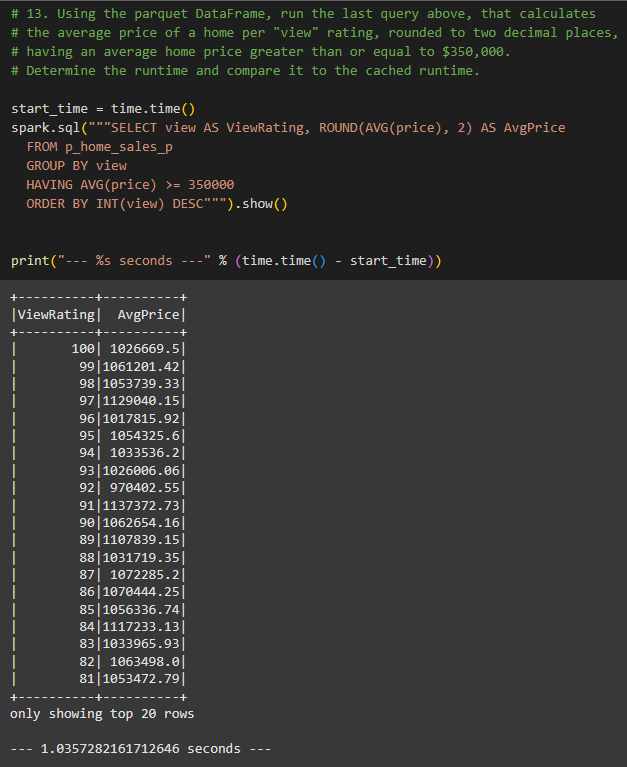 # 13. Using the parquet DataFrame, run the last query above, that calculates
# the average price of a home per "view" rating, rounded to two decimal places,
# having an average home price greater than or equal to $350,000.
# Determine the runtime and compare it to the cached runtime.
start_time = time.time()
spark.sql("""SELECT view AS ViewRating, ROUND(AVG(price), 2) AS AvgPrice
  FROM p_home_sales_p
  GROUP BY view
  HAVING AVG(price) >= 350000
  ORDER BY INT(view) DESC""").show()
print("--- %s seconds ---" % (time.time() - start_time))
+----------+----------+
|ViewRating|  AvgPrice|
+----------+----------+
|       100| 1026669.5|
|        99|1061201.42|
|        98|1053739.33|
|        97|1129040.15|
|        96|1017815.92|
|        95| 1054325.6|
|        94| 1033536.2|
|        93|1026006.06|
|        92| 970402.55|
|        91|1137372.73|
|        90|1062654.16|
|        89|1107839.15|
|        88|1031719.35|
|        87| 1072285.2|
|        86|1070444.25|
|        85|1056336.74|
|        84|1117233.13|
|        83|1033965.93|
|        82| 1063498.0|
|        81|1053472.79|
+----------+----------+
only showing top 20 rows
--- 1.0357282161712646 seconds ---